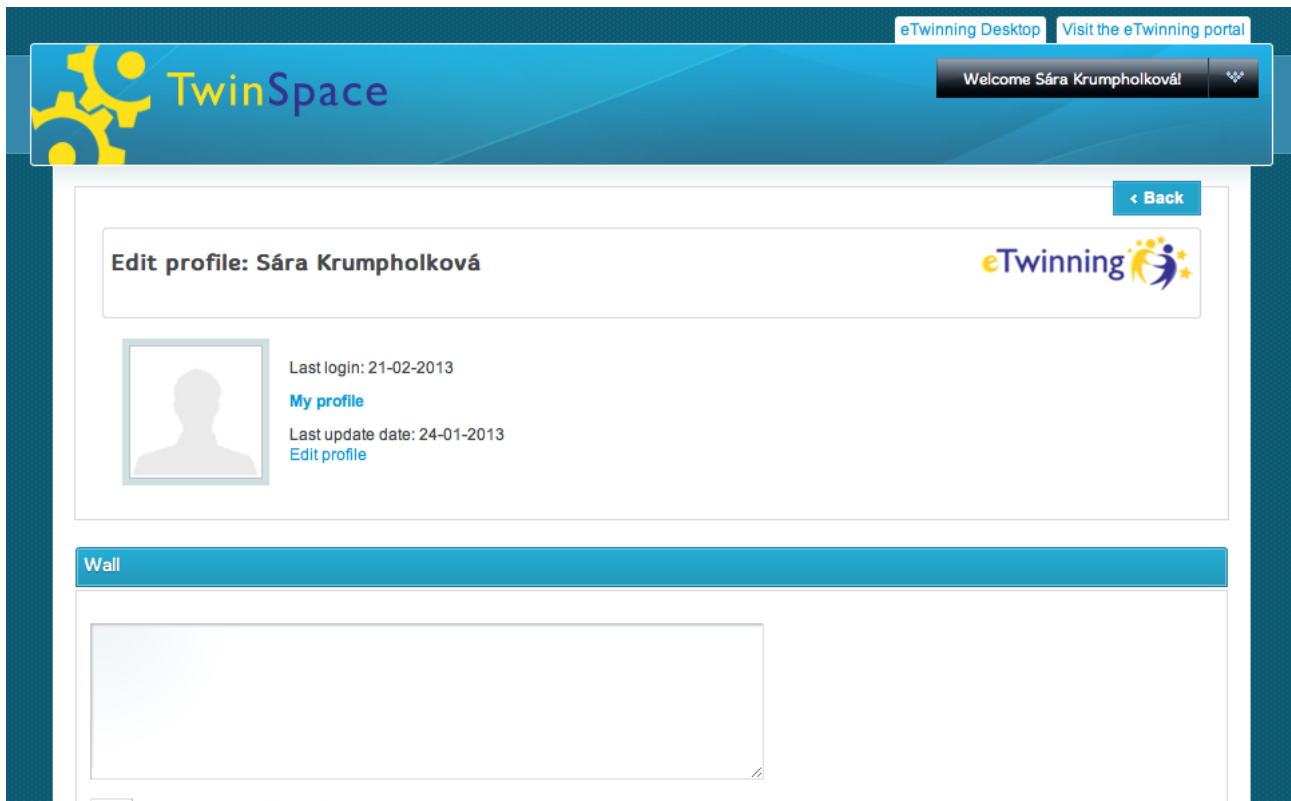 eTwinning Desktop Visit the eTwinning portal
TwinSpace
Welcome Sára Krumpholková!
‹ Back
Edit profile: Sára Krumpholková
eTwinning
Last login: 21-02-2013
My profile
Last update date: 24-01-2013
Edit profile
Wall